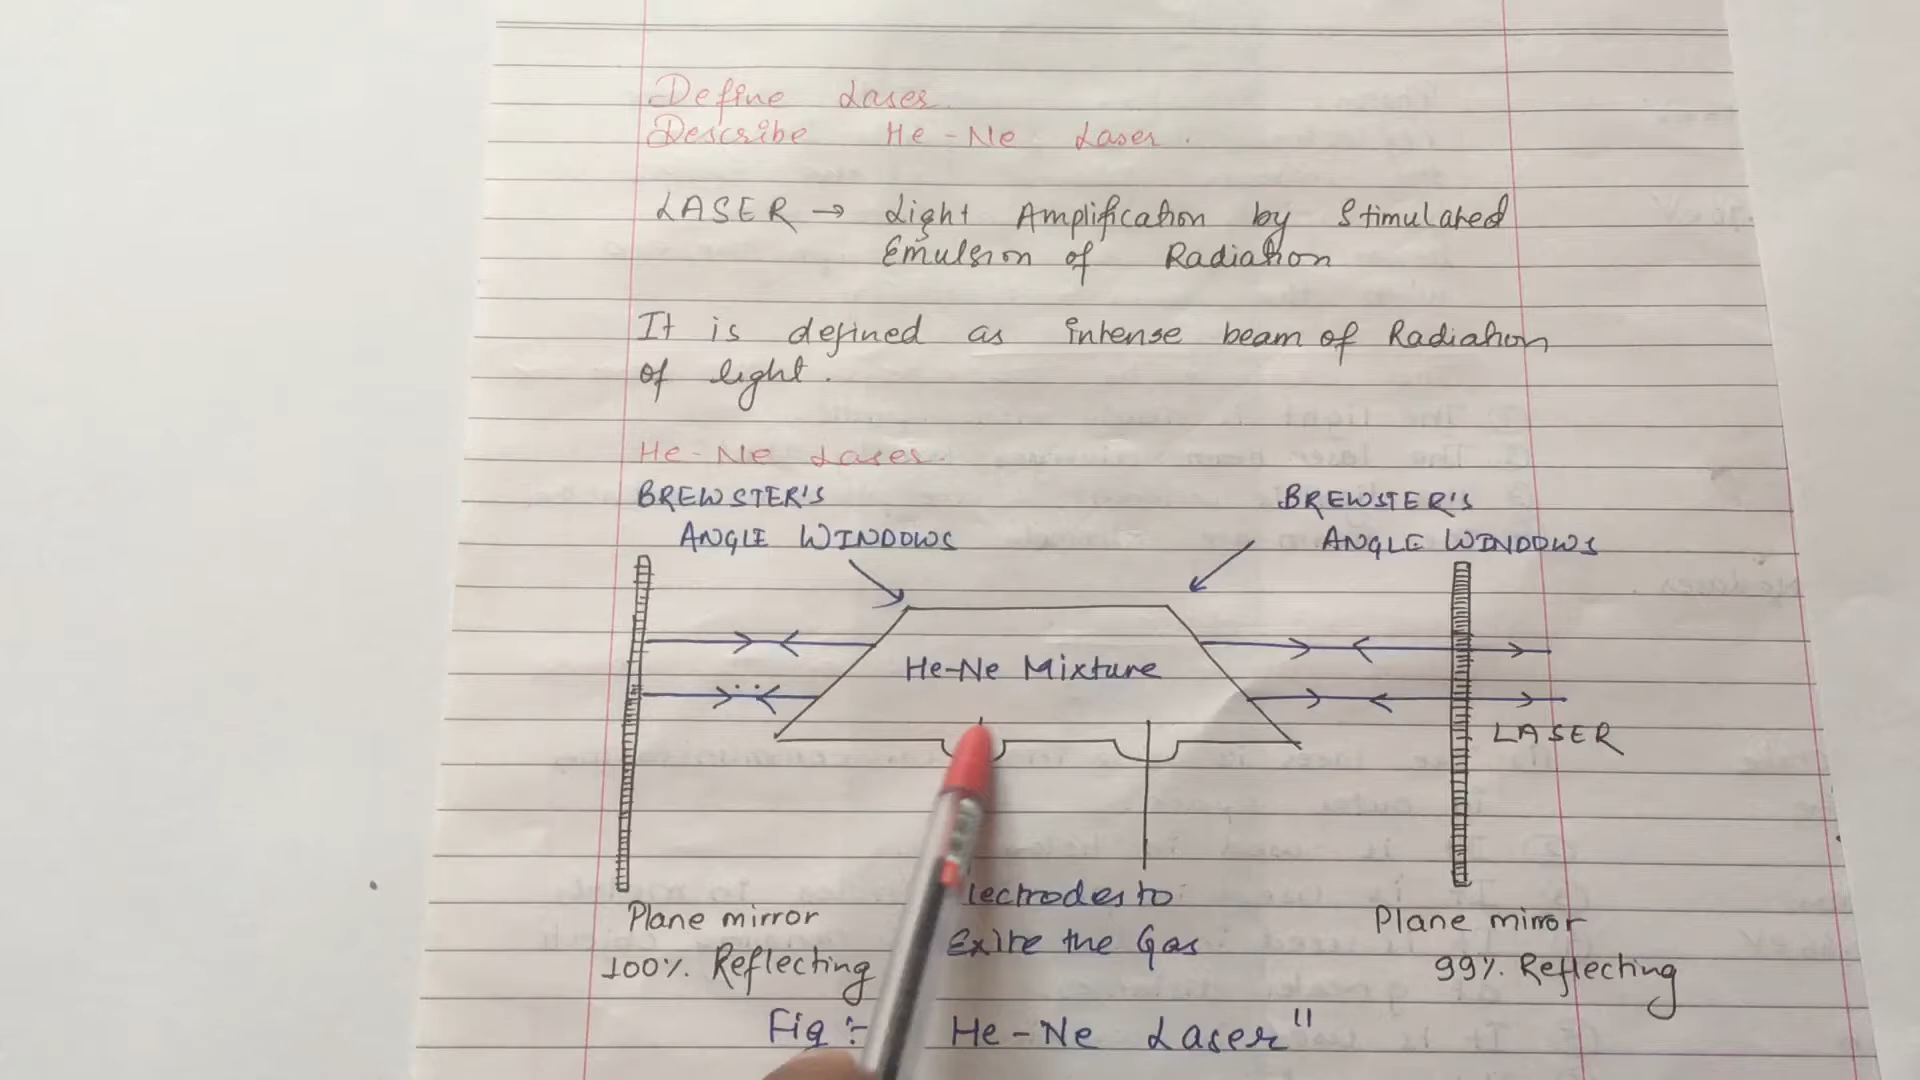 Define Laser.
Describe He-Ne Laser.
LASER → Light Amplification by Stimulated
Emulsion of Radiation
It is defined as intense beam of Radiation
of light.
He-Ne Laser.
BREWSTER'S
ANGLE WINDOWS
BREWSTER'S
ANGLE WINDOWS
He-Ne Mixture
LASER
lectrodes to
Exite the Gas
Plane mirror
100%. Reflecting
Plane mirror
99%. Reflecting
Fig :- He-Ne Laser"